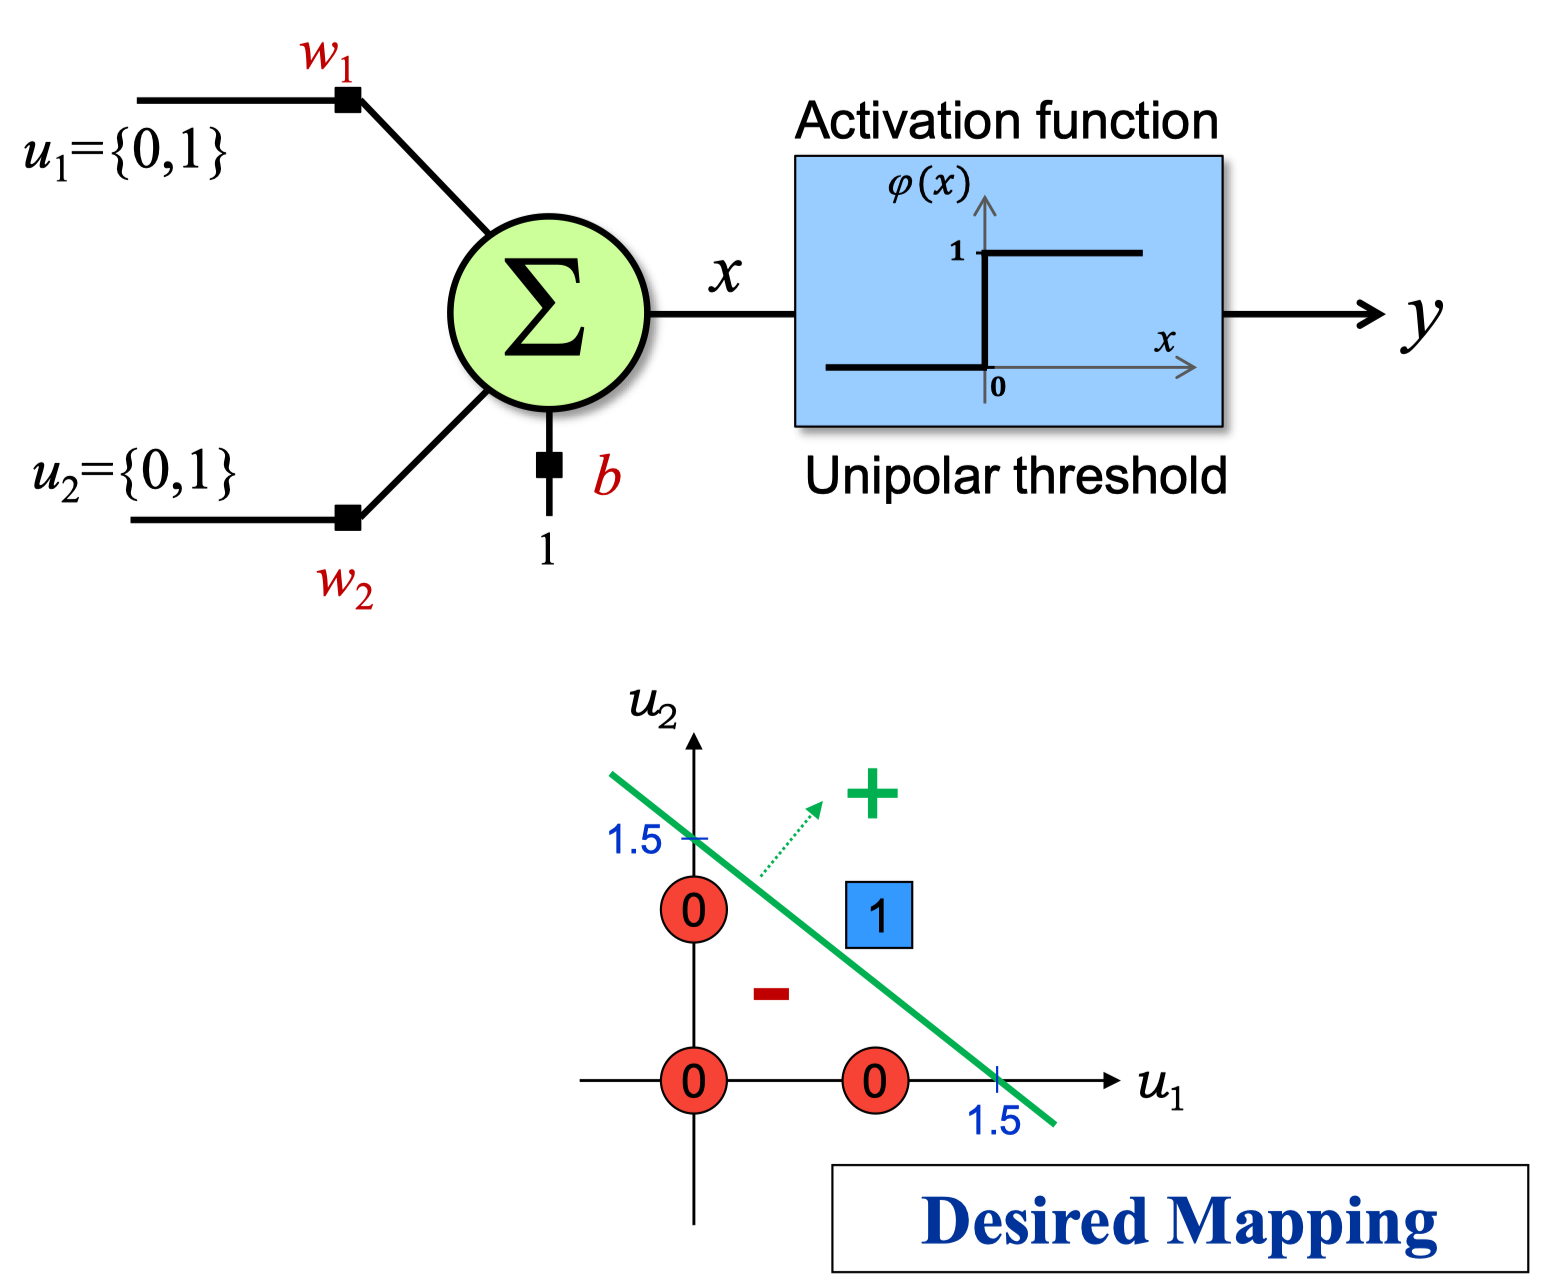 w1
u1={0,1}
Activation function
φ(x)
1
x
0
Σ
x
y
u2={0,1}
w2
b
1
Unipolar threshold
u2
+
1.5
0
1
-
0
0
u1
1.5
Desired Mapping